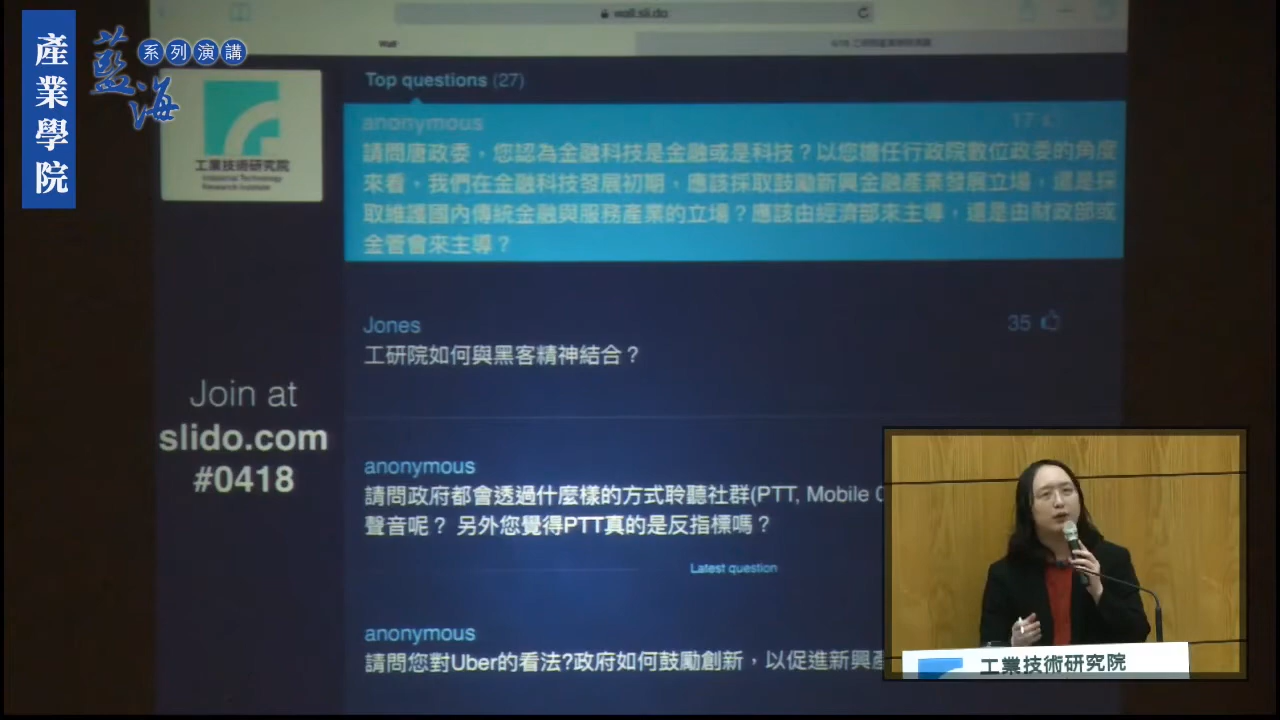 產業學院
藍海
系列演講
wall.sli.do
Wall
工業技術研究院
Industrial Technology
Research Institute
Join at
slido.com
#0418
Top questions (27)
anonymous
17
請問唐政委,您認為金融科技是金融或是科技?以您擔任行政院數位政委的角度
來看,我們在金融科技發展初期,應該採取鼓勵新興金融產業發展立場,還是採
取維護國內傳統金融與服務產業的立場?應該由經濟部來主導,還是由財政部或
金管會來主導?
Jones
35
工研院如何與黑客精神結合?
anonymous
請問政府都會透過什麼樣的方式聆聽社群(PTT, Mobile
聲音呢? 另外您覺得PTT真的是反指標嗎?
Latest question
anonymous
請問您對Uber的看法?政府如何鼓勵創新,以促進新興
工業技術研究院